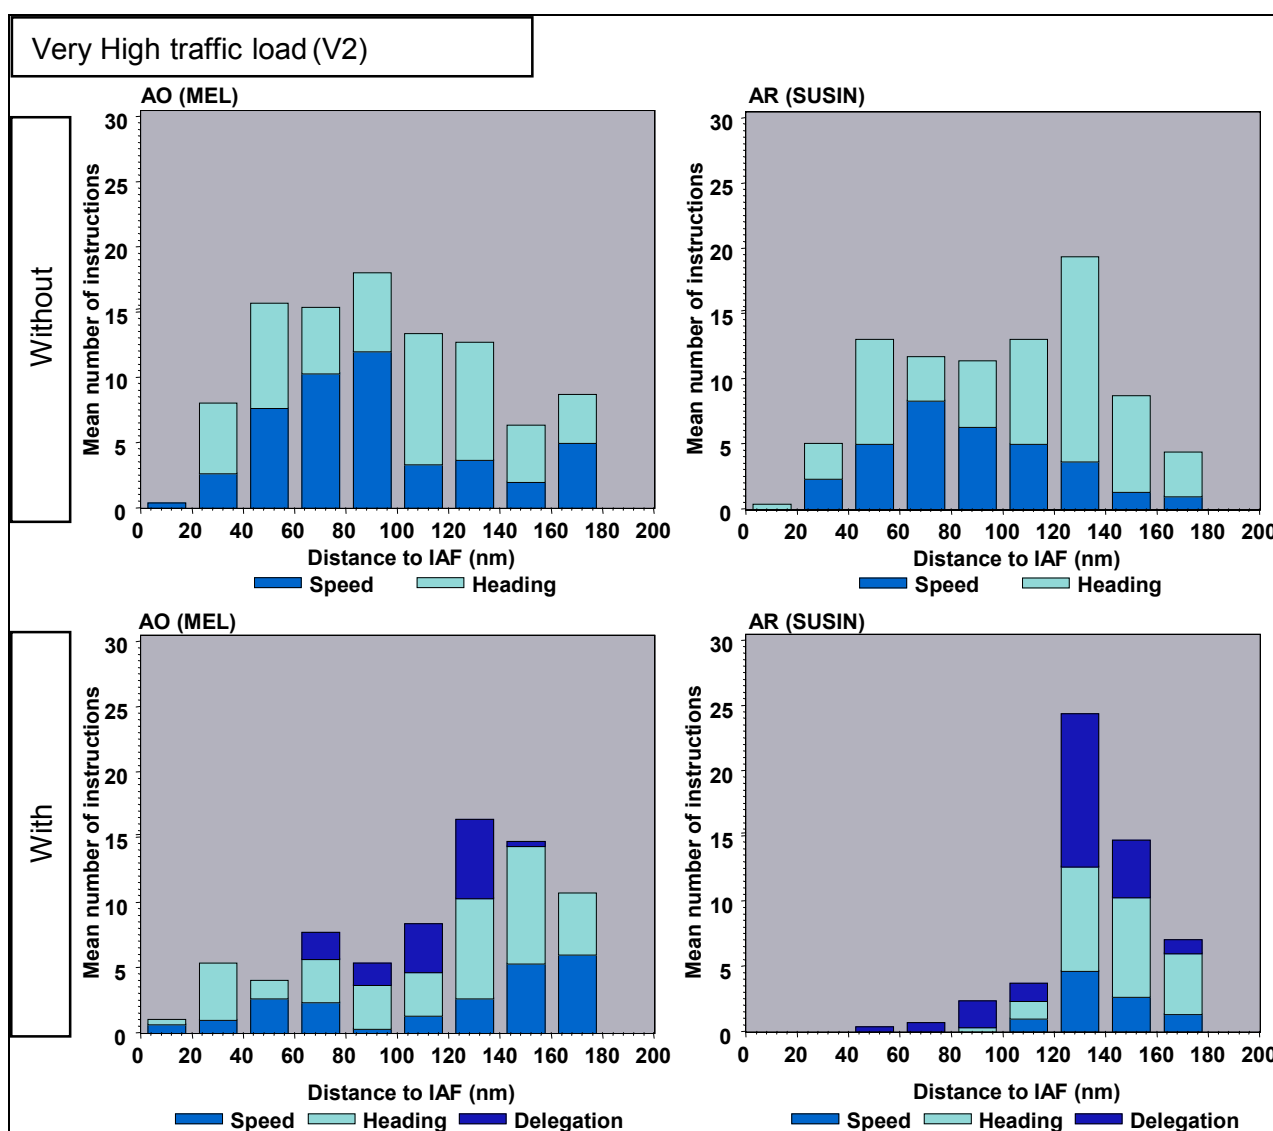 Very High traffic load (V2)
Without
AO (MEL)
Mean number of instructions
30
25
20
15
10
5
0
0 20 40 60 80 100 120 140 160 180 200
Distance to IAF (nm)
Speed Heading
AR (SUSIN)
Mean number of instructions
30
25
20
15
10
5
0
0 20 40 60 80 100 120 140 160 180 200
Distance to IAF (nm)
Speed Heading
With
AO (MEL)
Mean number of instructions
30
25
20
15
10
5
0
0 20 40 60 80 100 120 140 160 180 200
Distance to IAF (nm)
Speed Heading Delegation
AR (SUSIN)
Mean number of instructions
30
25
20
15
10
5
0
0 20 40 60 80 100 120 140 160 180 200
Distance to IAF (nm)
Speed Heading Delegation